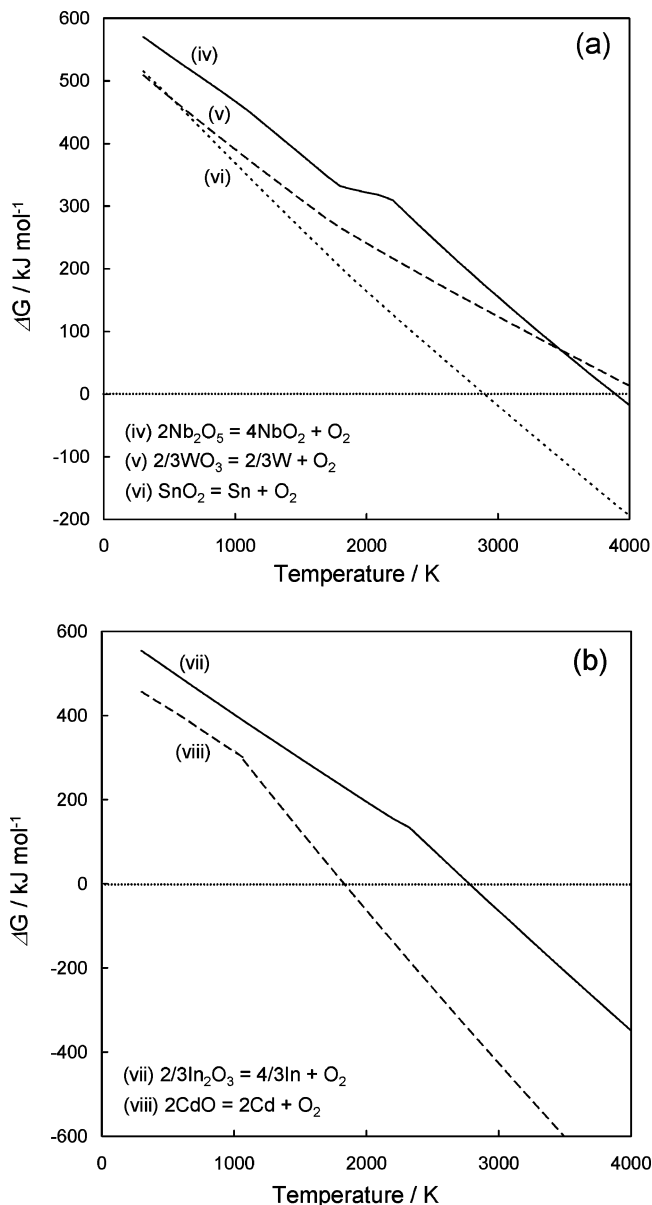 600
(a)
(iv)
500
400
(v)
(vi)
300
ΔG / kJ mol⁻¹
200
100
0
(iv) 2Nb₂O₅ = 4NbO₂ + O₂
-100
(v) 2/3WO₃ = 2/3W + O₂
(vi) SnO₂ = Sn + O₂
-200
0 1000 2000 3000 4000
Temperature / K
600
(b)
(vii)
400
(viii)
200
ΔG / kJ mol⁻¹
0
-200
-400
(vii) 2/3In₂O₃ = 4/3In + O₂
(viii) 2CdO = 2Cd + O₂
-600
0 1000 2000 3000 4000
Temperature / K